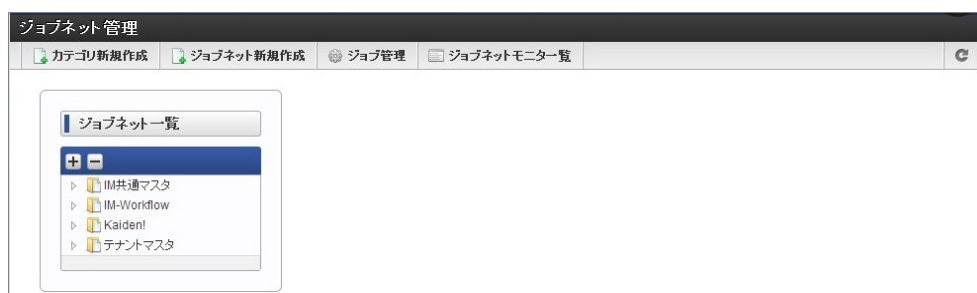 ジョブネット管理
カテゴリ新規作成 ジョブネット新規作成 ジョブ管理 ジョブネットモニタ一覧
ジョブネット一覧
IM共通マスタ
IM-Workflow
Kaiden!
テナントマスタ